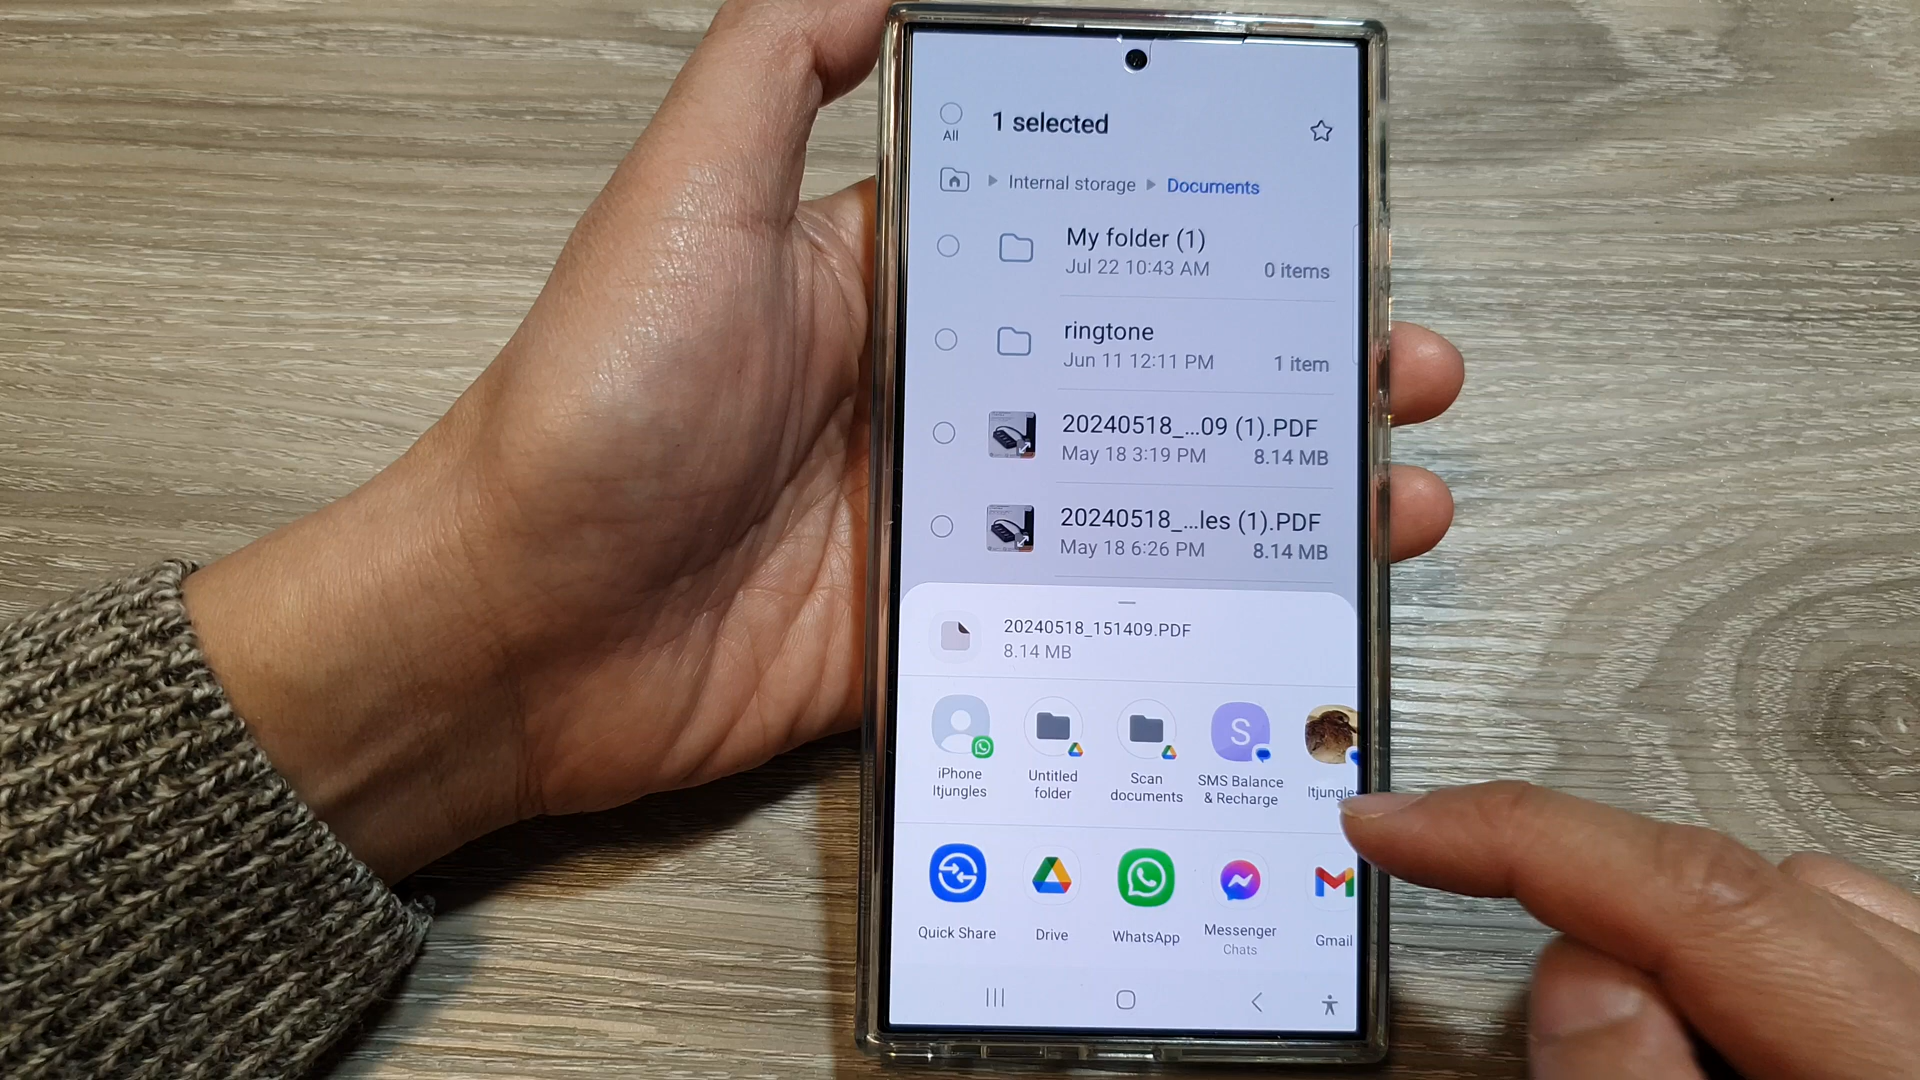 All
1 selected
Internal storage Documents
My folder (1)
Jul 22 10:43 AM 0 items
ringtone
Jun 11 12:11 PM 1 item
20240518_...09 (1).PDF
May 18 3:19 PM 8.14 MB
20240518_...les (1).PDF
May 18 6:26 PM 8.14 MB
20240518_151409.PDF
8.14 MB
iPhone
Itjungles
Untitled
folder
Scan
documents
S
SMS Balance
& Recharge
Itjungles
Quick Share
Drive
WhatsApp
Messenger
Chats
Gmail